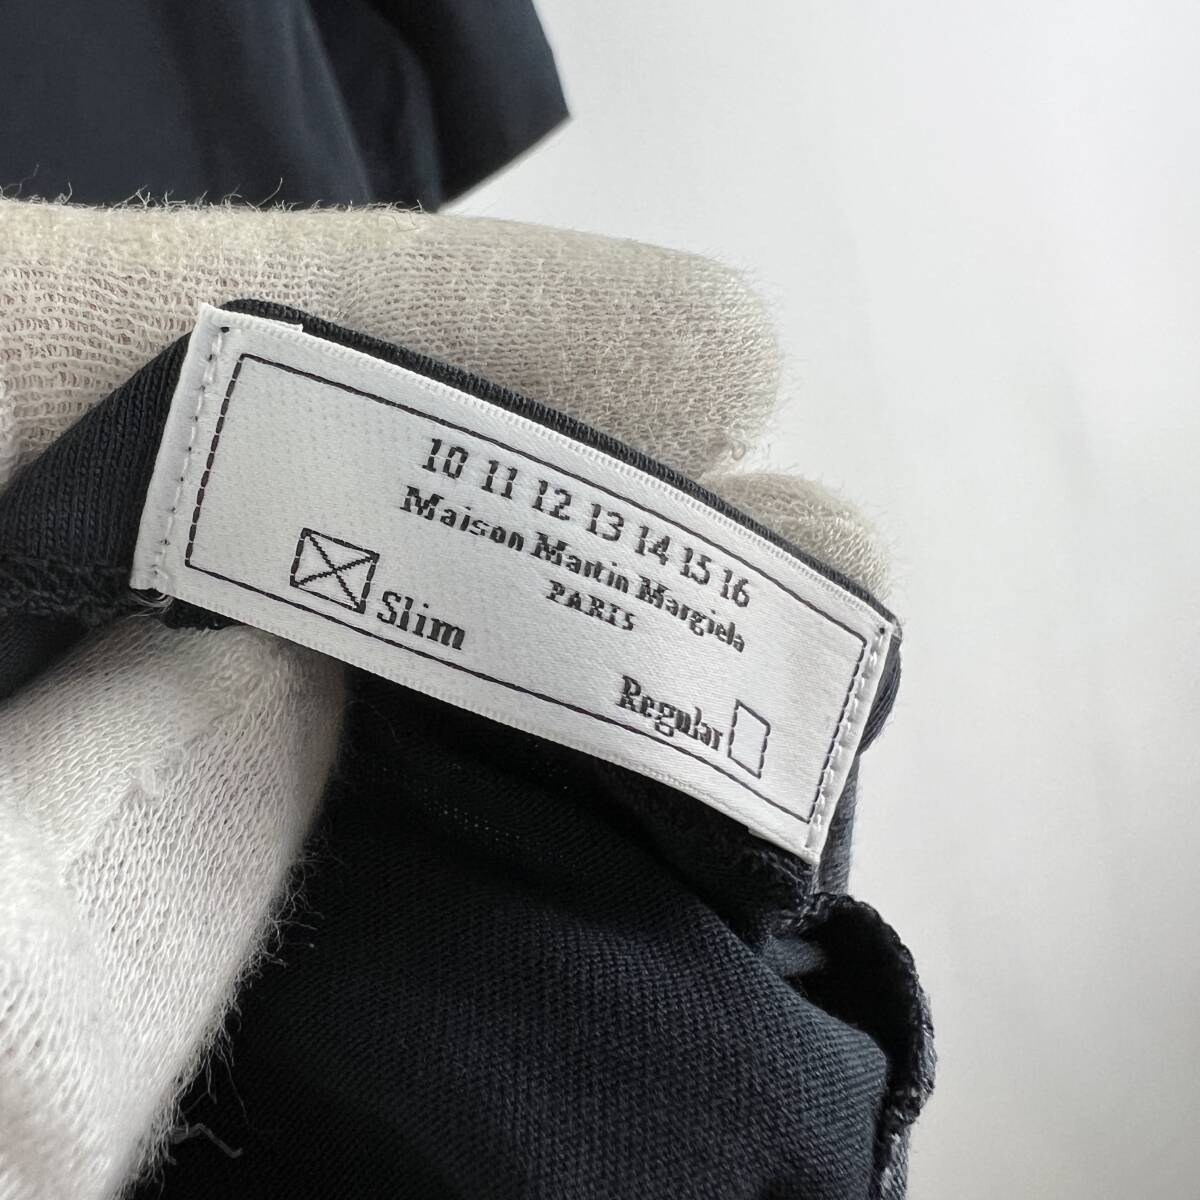 10 11 12 13 14 15 16
Maison Martin Margiela
PARIS
Slim
Regular